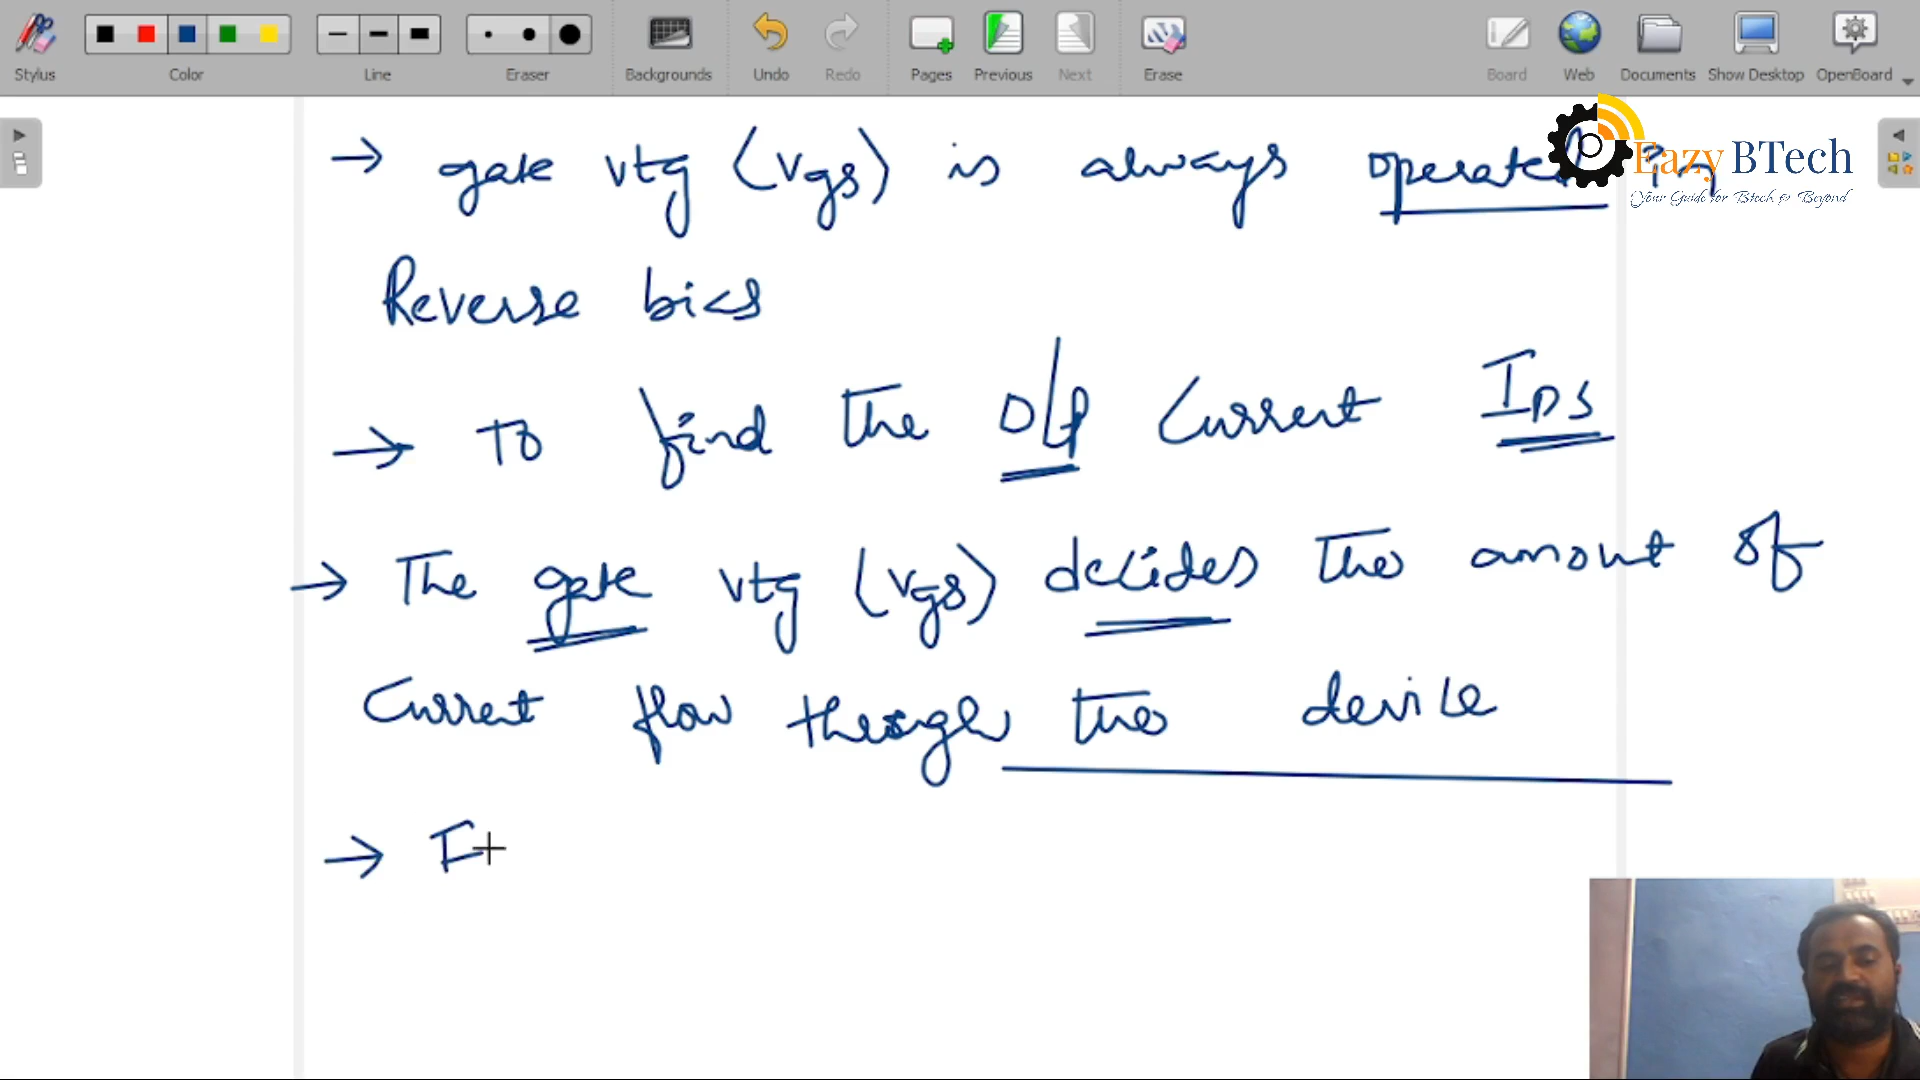 Stylus Color Line Eraser Backgrounds Undo Redo Pages Previous Next Erase Board Web Documents Show Desktop OpenBoard
Eazy BTech
Your Guide for Btech & Beyond
→ gate vtg (Vgs) is always operated in
Reverse bias
→ To find the O/P Current IDS
→ The gate vtg (Vgs) decides the amount of
Current flow through the device
→ I